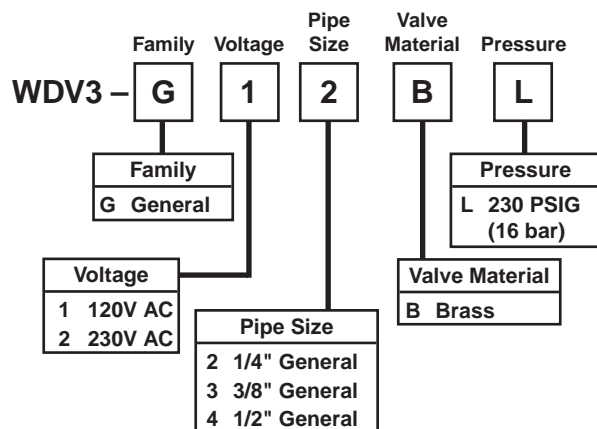 Family Voltage Pipe Size Valve Material Pressure
WDV3 – G 1 2 B L
Family
G General
Pressure
L 230 PSIG
(16 bar)
Voltage
1 120V AC
2 230V AC
Valve Material
B Brass
Pipe Size
2 1/4" General
3 3/8" General
4 1/2" General